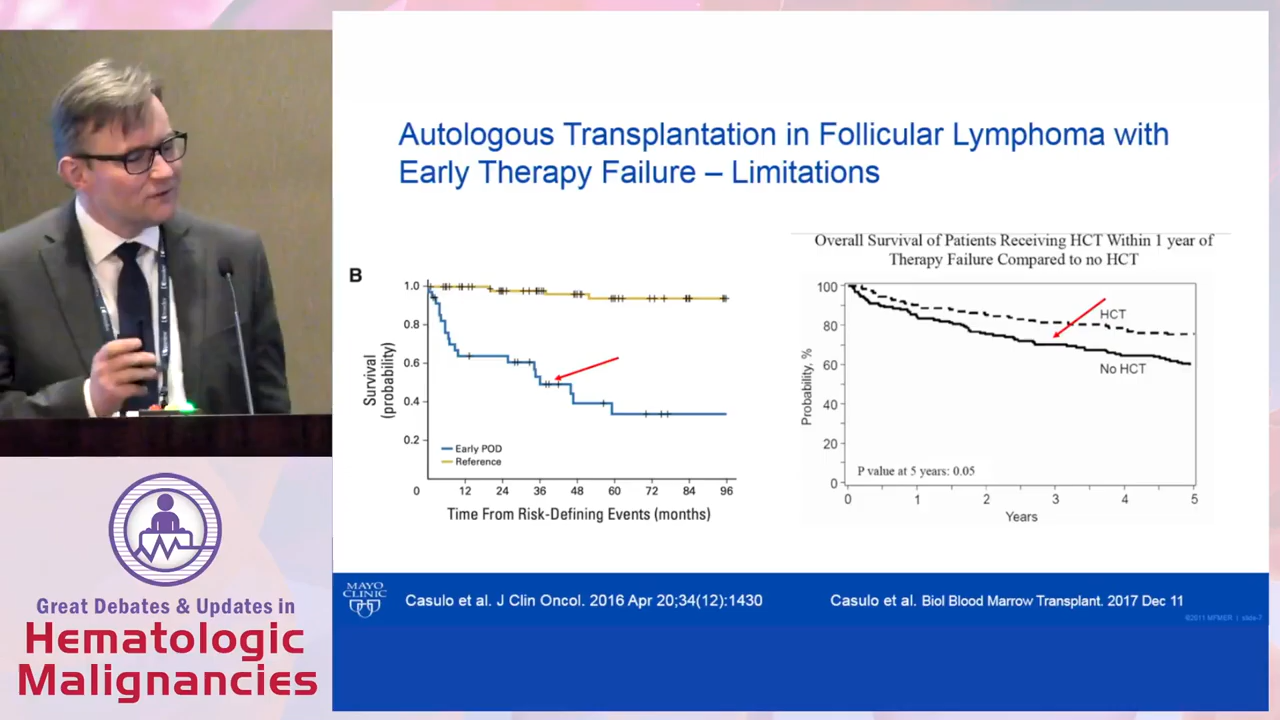 Autologous Transplantation in Follicular Lymphoma with
Early Therapy Failure – Limitations
B
1.0
0.8
0.6
0.4
0.2
0
Survival
(probability)
Early POD
Reference
12 24 36 48 60 72 84 96
Time From Risk-Defining Events (months)
Overall Survival of Patients Receiving HCT Within 1 year of
Therapy Failure Compared to no HCT
100
80
60
40
20
0
Probability, %
HCT
No HCT
P value at 5 years: 0.05
0 1 2 3 4 5
Years
MAYO
CLINIC
Casulo et al. J Clin Oncol. 2016 Apr 20;34(12):1430
Casulo et al. Biol Blood Marrow Transplant. 2017 Dec 11
©2011 MFMER | slide-7
Great Debates & Updates in
Hematologic
Malignancies